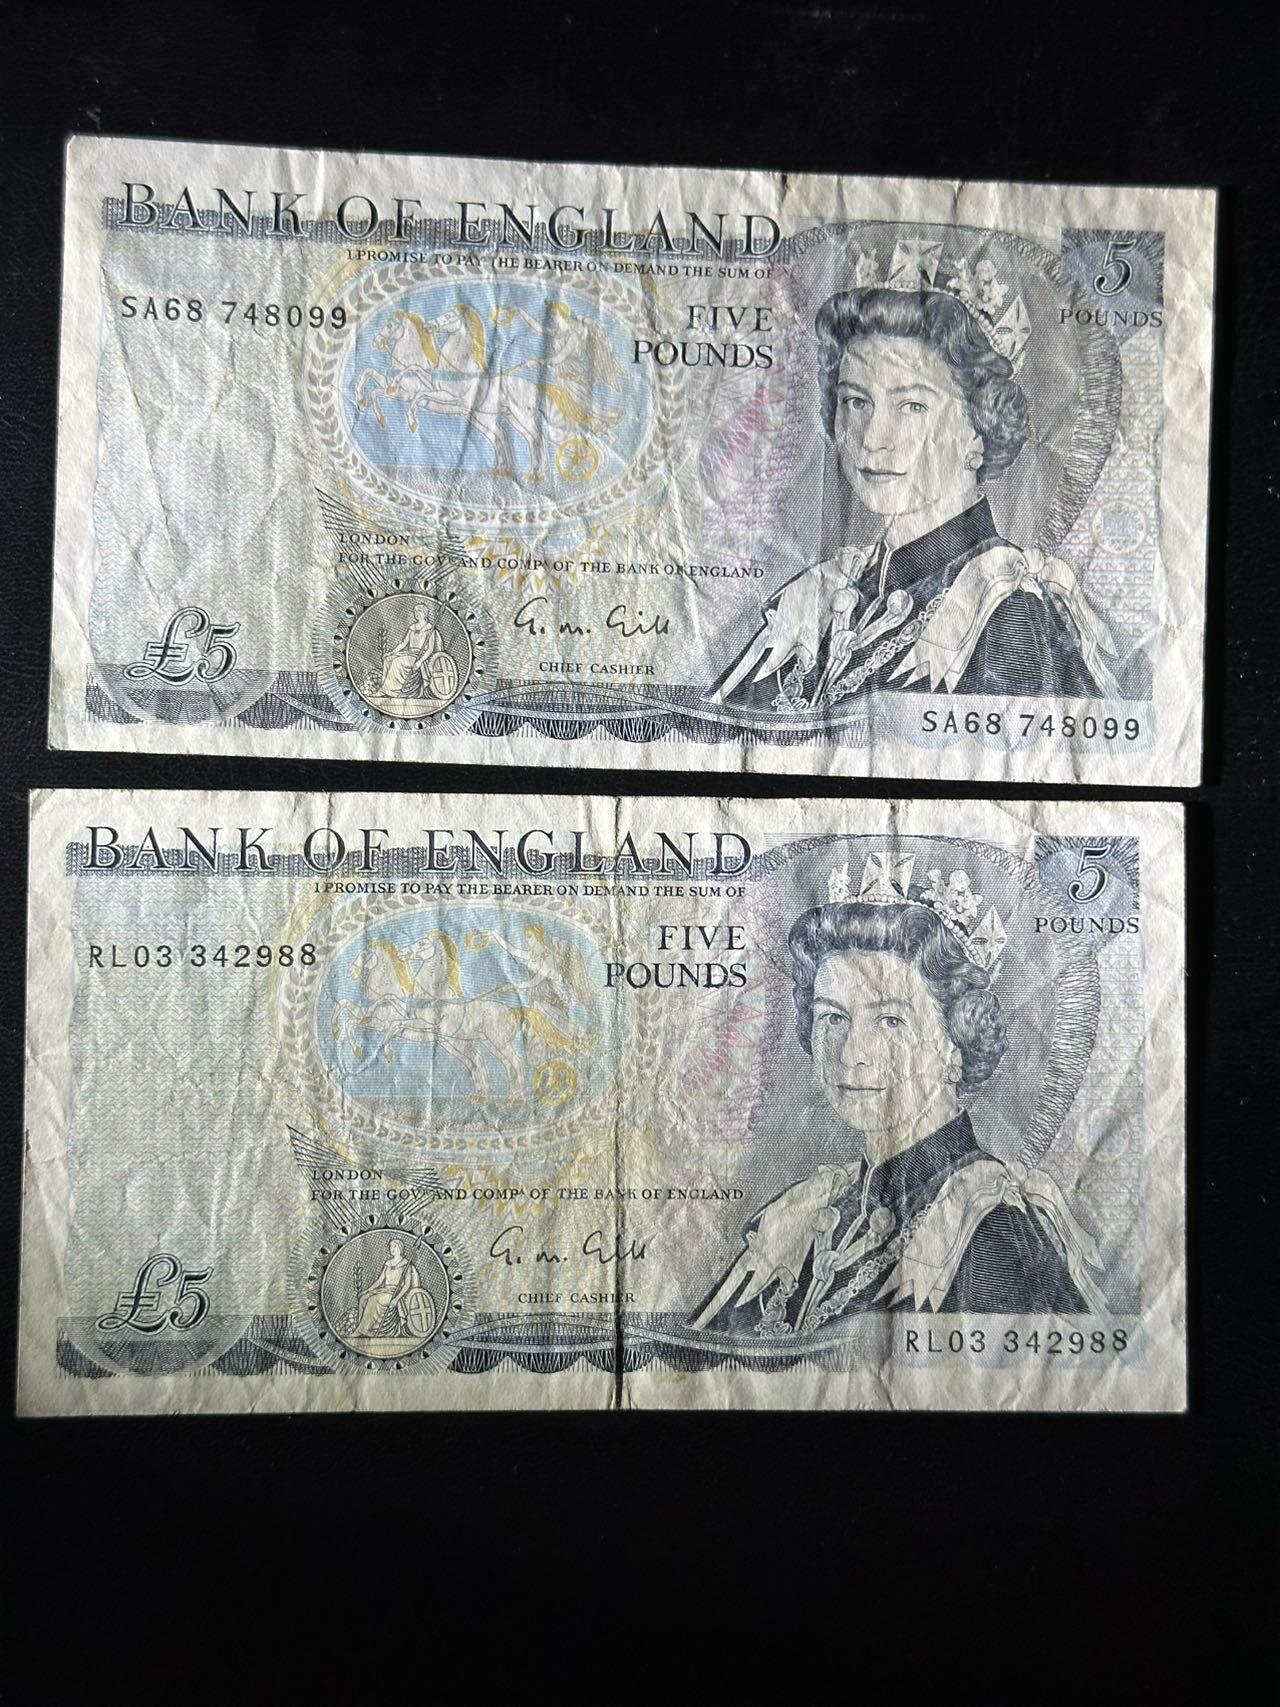 BANK OF ENGLAND
I PROMISE TO PAY THE BEARER ON DEMAND THE SUM OF
5
POUNDS
SA68 748099
FIVE
POUNDS
LONDON
FOR THE GOVR AND COMPA OF THE BANK OF ENGLAND
G. M. Gill
CHIEF CASHIER
£5
SA68 748099
BANK OF ENGLAND
I PROMISE TO PAY THE BEARER ON DEMAND THE SUM OF
5
POUNDS
RL03 342988
FIVE
POUNDS
LONDON
FOR THE GOVR AND COMPA OF THE BANK OF ENGLAND
G. M. Gill
CHIEF CASHIER
£5
RL03 342988